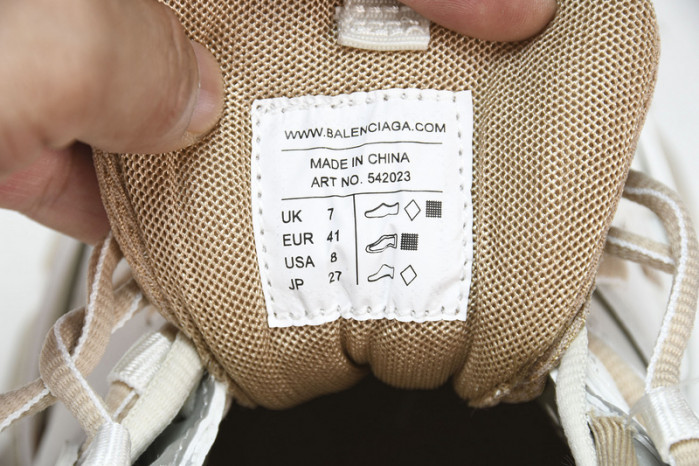 WWW.BALENCIAGA.COM
MADE IN CHINA
ART NO. 542023
UK 7
EUR 41
USA 8
JP 27